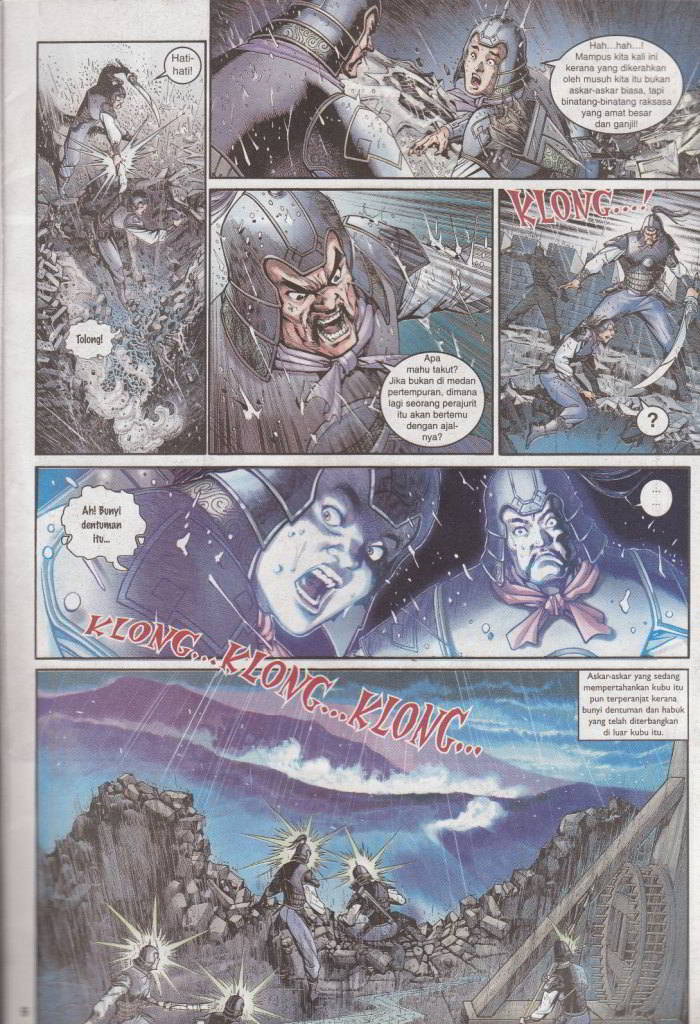 Hati-
hati!
Tolong!
Hah...hah...!
Mampus kita kali ini
kerana yang dikerahkan
oleh musuh kita itu bukan
askar-askar biasa, tapi
binatang-binatang raksasa
yang amat besar
dan ganjil!
Apa
mahu takut?
Jika bukan di medan
pertempuran, dimana
lagi seorang perajurit
itu akan bertemu
dengan ajal-
nya?
KLONG...!
?
Ah! Bunyi
dentuman
itu...
...
...
KLONG...KLONG...KLONG...
Askar-askar yang sedang
mempertahankan kubu itu
pun terperanjat kerana
bunyi dentuman dan habuk
yang telah diterbangkan
di luar kubu itu.